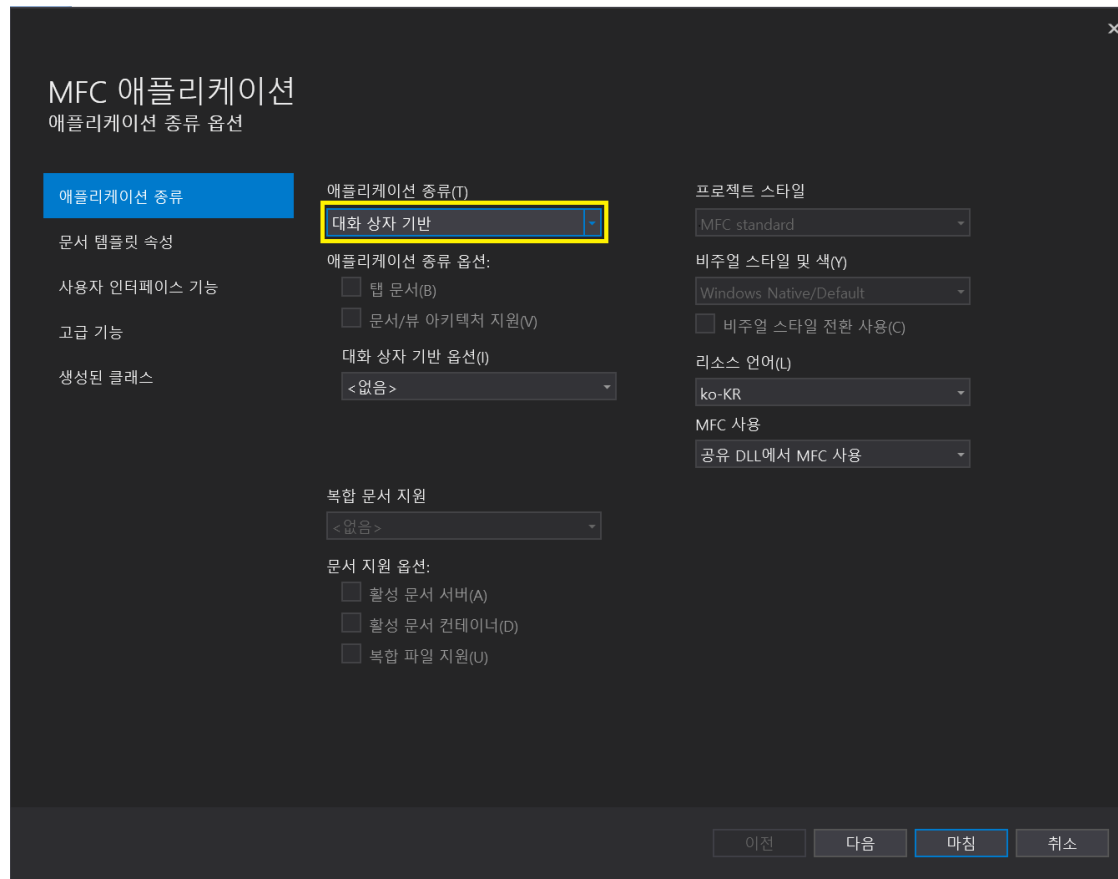 MFC 애플리케이션
애플리케이션 종류 옵션
애플리케이션 종류
문서 템플릿 속성
사용자 인터페이스 기능
고급 기능
생성된 클래스
애플리케이션 종류(T)
대화 상자 기반
애플리케이션 종류 옵션:
탭 문서(B)
문서/뷰 아키텍처 지원(V)
대화 상자 기반 옵션(I)
<없음>
복합 문서 지원
<없음>
문서 지원 옵션:
활성 문서 서버(A)
활성 문서 컨테이너(D)
복합 파일 지원(U)
프로젝트 스타일
MFC standard
비주얼 스타일 및 색(Y)
Windows Native/Default
비주얼 스타일 전환 사용(C)
리소스 언어(L)
ko-KR
MFC 사용
공유 DLL에서 MFC 사용
이전
다음
마침
취소